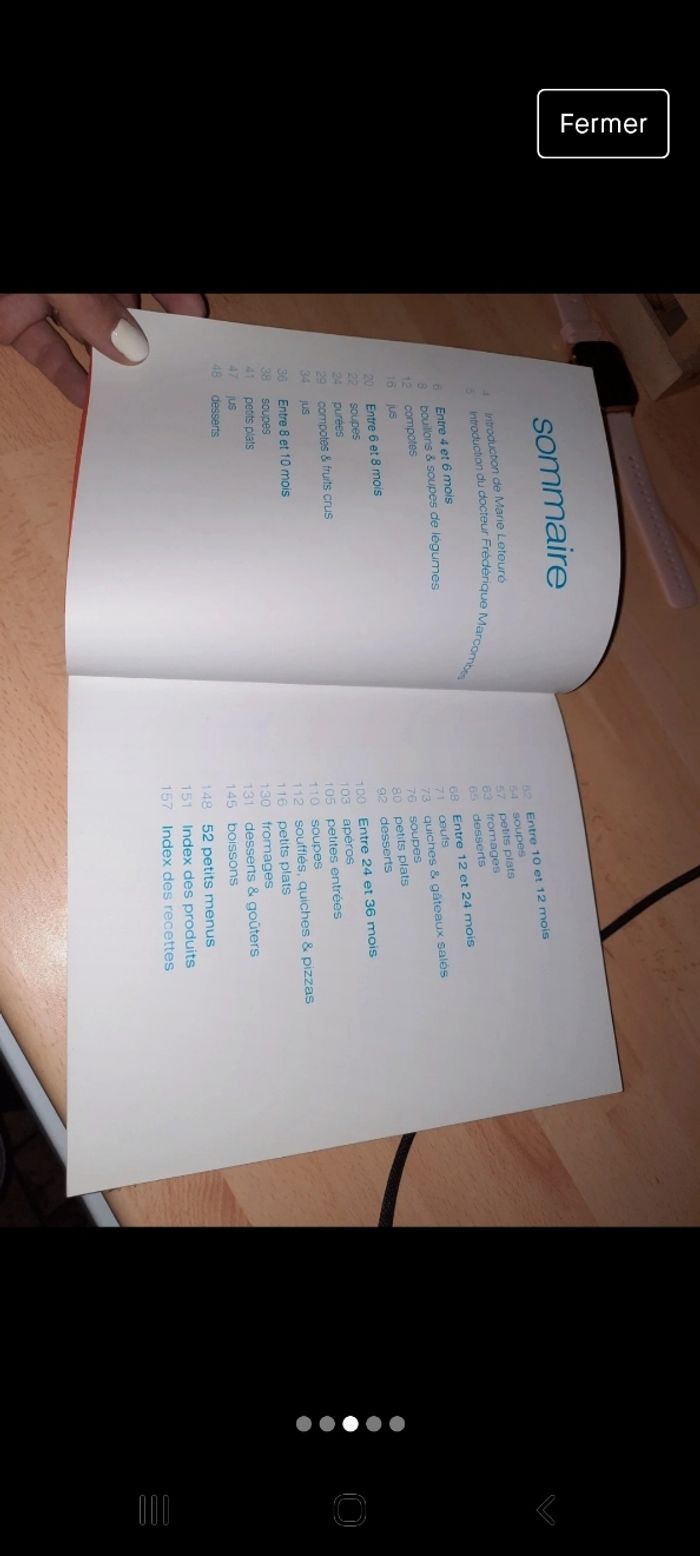 Fermer
sommaire
4 Introduction de Marie Leteuré
5 Introduction du docteur Frédérique Marcombes
6 Entre 4 et 6 mois
8 bouillons & soupes de légumes
12 compotes
16 jus
20 Entre 6 et 8 mois
22 soupes
24 purées
29 compotes & fruits crus
34 jus
36 Entre 8 et 10 mois
38 soupes
41 petits plats
47 jus
48 desserts
52 Entre 10 et 12 mois
54 soupes
57 petits plats
63 fromages
65 desserts
68 Entre 12 et 24 mois
71 œufs
73 quiches & gâteaux salés
76 soupes
80 petits plats
92 desserts
100 Entre 24 et 36 mois
103 apéros
105 petites entrées
110 soupes
112 soufflés, quiches & pizzas
116 petits plats
130 fromages
131 desserts & goûters
145 boissons
148 52 petits menus
151 Index des produits
157 Index des recettes